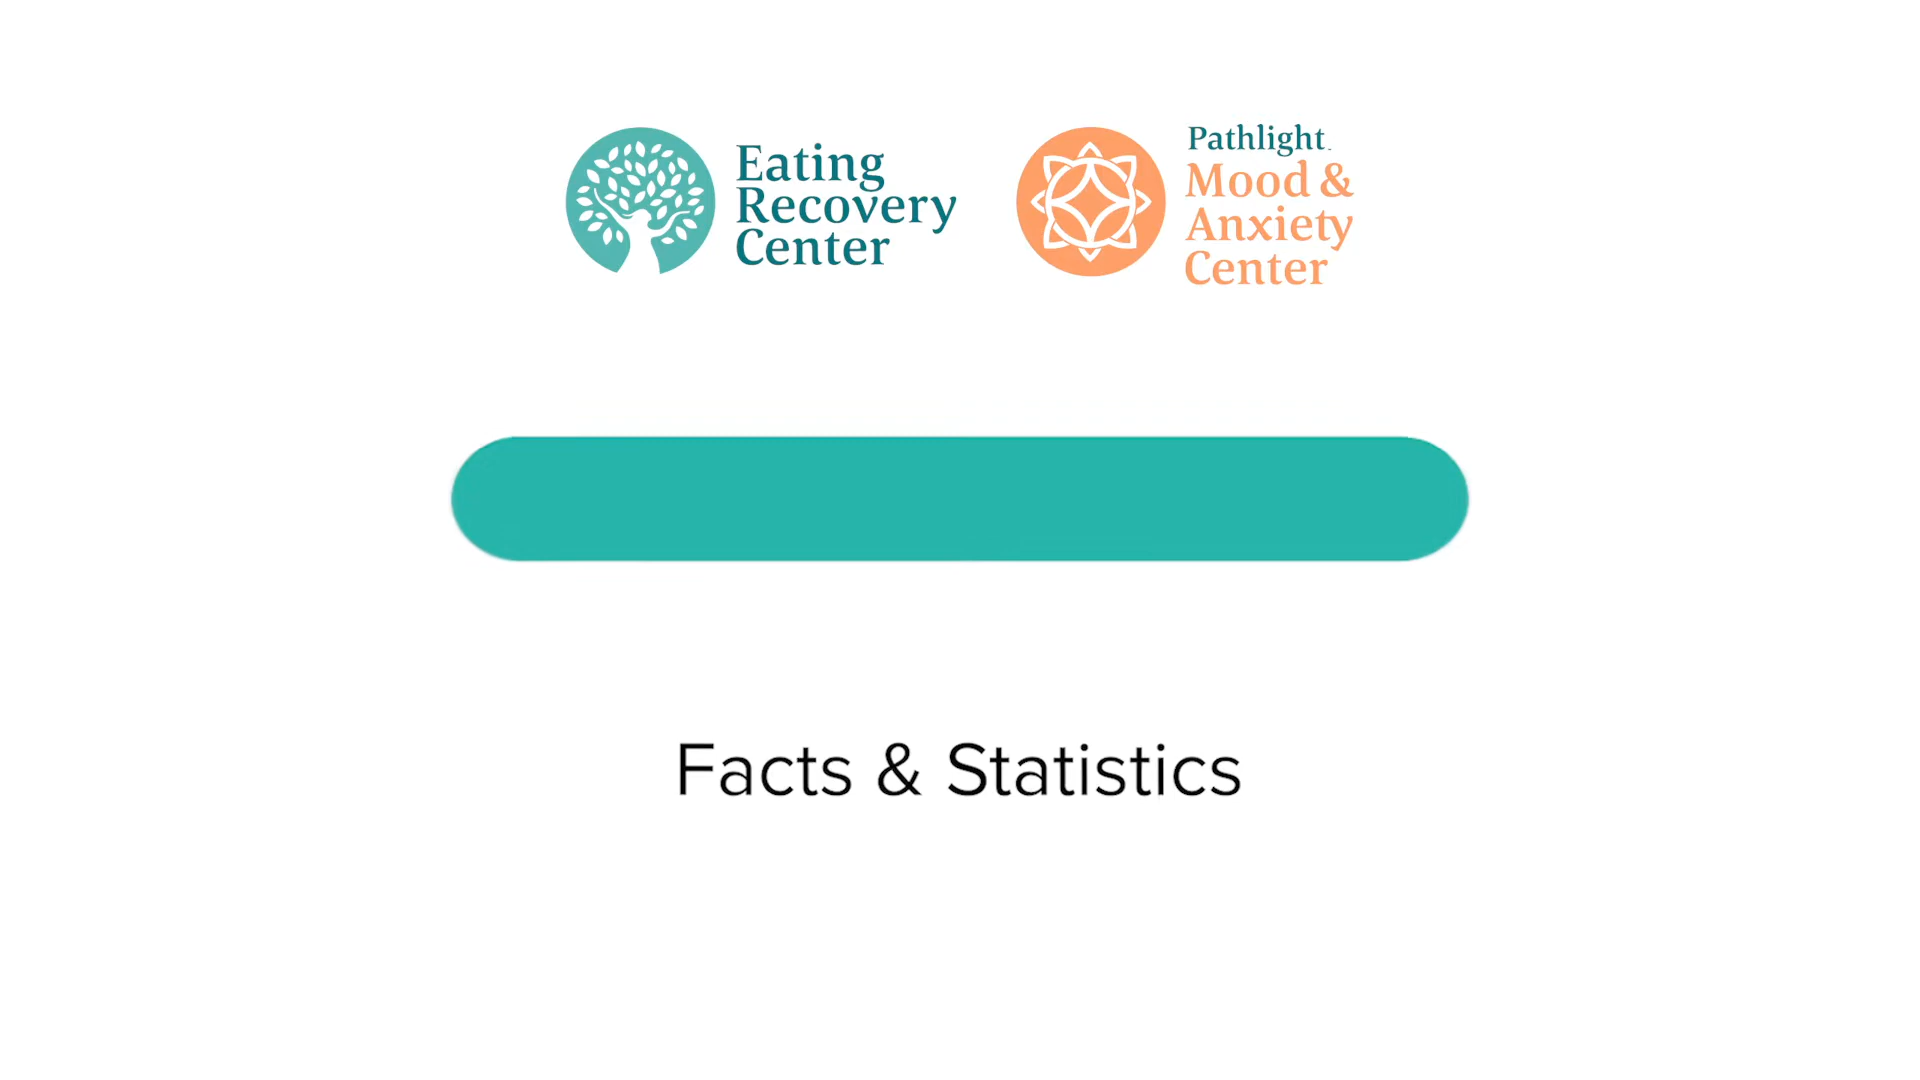 Eating
Recovery
Center
Pathlight
Mood &
Anxiety
Center
Facts & Statistics